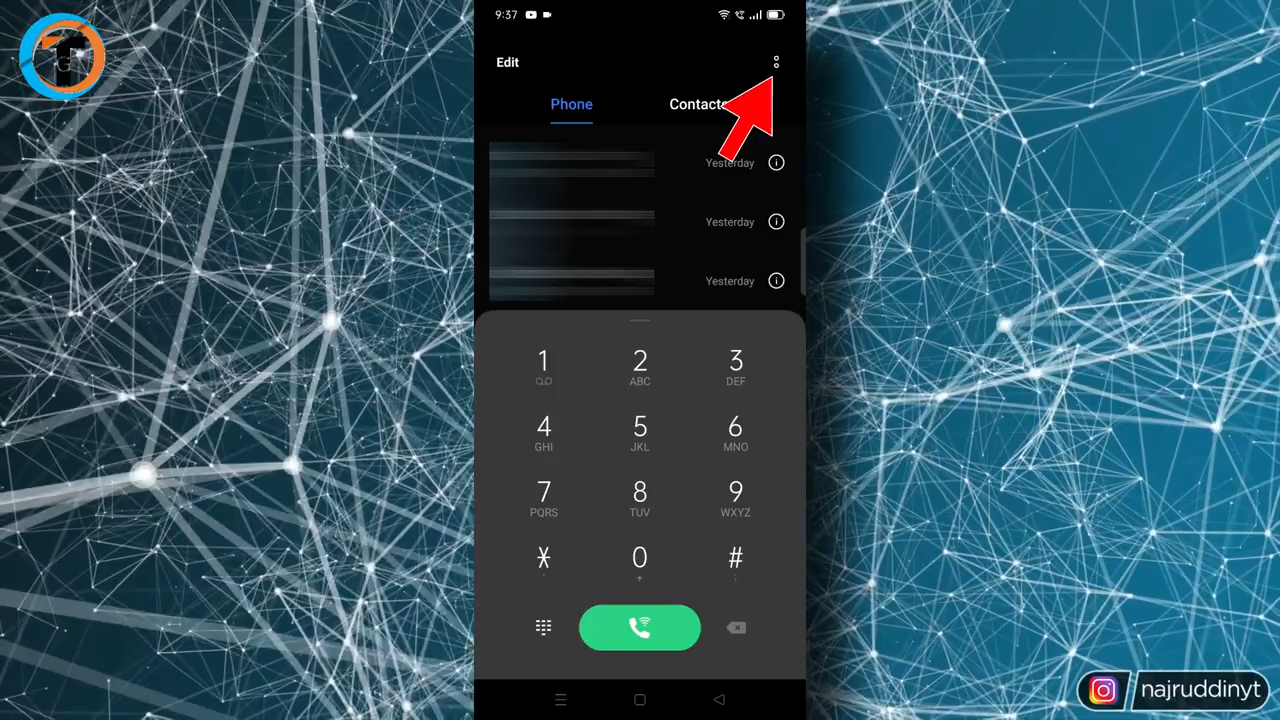 TG
9:37
Edit
Phone
Contacts
Yesterday
Yesterday
Yesterday
1
2
ABC
3
DEF
4
GHI
5
JKL
6
MNO
7
PQRS
8
TUV
9
WXYZ
*
0
+
#
;
najruddinyt